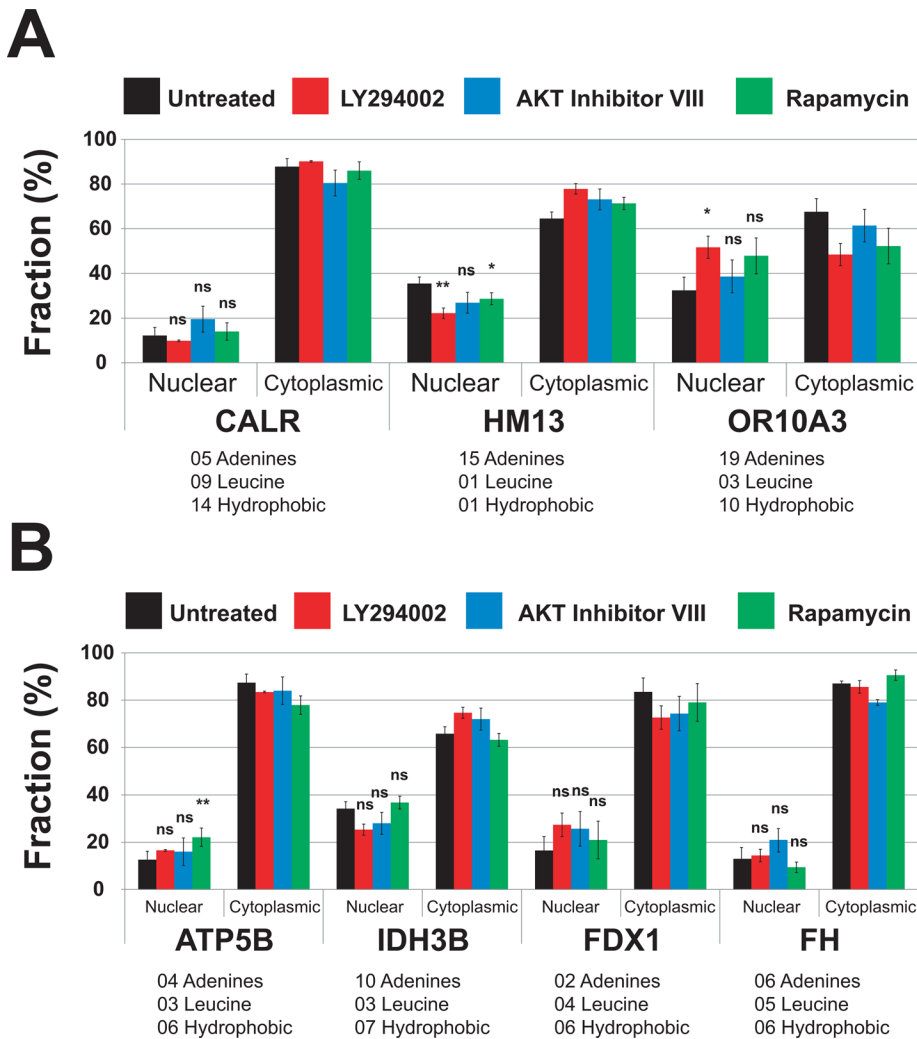 A
Untreated LY294002 AKT Inhibitor VIII Rapamycin
Fraction (%)
100
80
60
40
20
0
ns ns ns
** ns *
* ns ns
Nuclear Cytoplasmic Nuclear Cytoplasmic Nuclear Cytoplasmic
CALR HM13 OR10A3
05 Adenines 15 Adenines 19 Adenines
09 Leucine 01 Leucine 03 Leucine
14 Hydrophobic 01 Hydrophobic 10 Hydrophobic
B
Untreated LY294002 AKT Inhibitor VIII Rapamycin
Fraction (%)
100
80
60
40
20
0
ns ns **
ns ns ns
ns ns ns
ns ns ns
Nuclear Cytoplasmic Nuclear Cytoplasmic Nuclear Cytoplasmic Nuclear Cytoplasmic
ATP5B IDH3B FDX1 FH
04 Adenines 10 Adenines 02 Adenines 06 Adenines
03 Leucine 03 Leucine 04 Leucine 05 Leucine
06 Hydrophobic 07 Hydrophobic 06 Hydrophobic 06 Hydrophobic